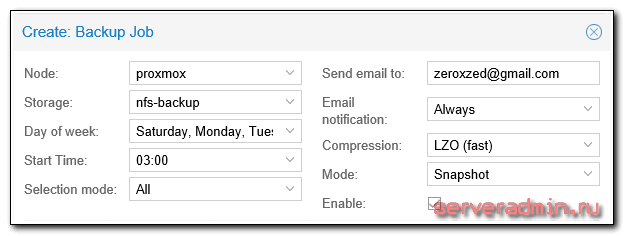 Create: Backup Job
Node: proxmox
Storage: nfs-backup
Day of week: Saturday, Monday, Tues
Start Time: 03:00
Selection mode: All
Send email to: zeroxzed@gmail.com
Email notification: Always
Compression: LZO (fast)
Mode: Snapshot
Enable:
serveradmin.ru